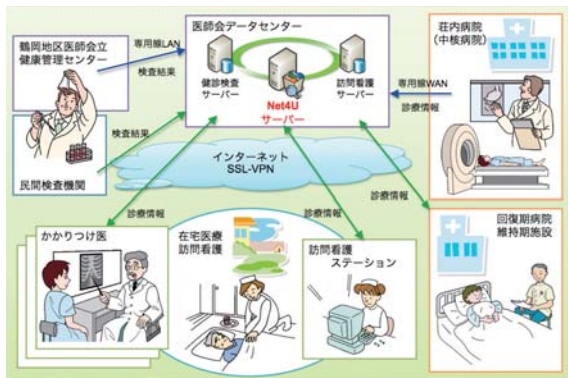 鶴岡地区医師会立
健康管理センター
専用線LAN
検査結果
医師会データセンター
健診検査
サーバー
Net4U
サーバー
訪問看護
サーバー
専用線WAN
診療情報
荘内病院
(中核病院)
民間検査機関
検査結果
インターネット
SSL-VPN
診療情報
診療情報
診療情報
かかりつけ医
在宅医療
訪問看護
訪問看護
ステーション
回復期病院
維持期施設